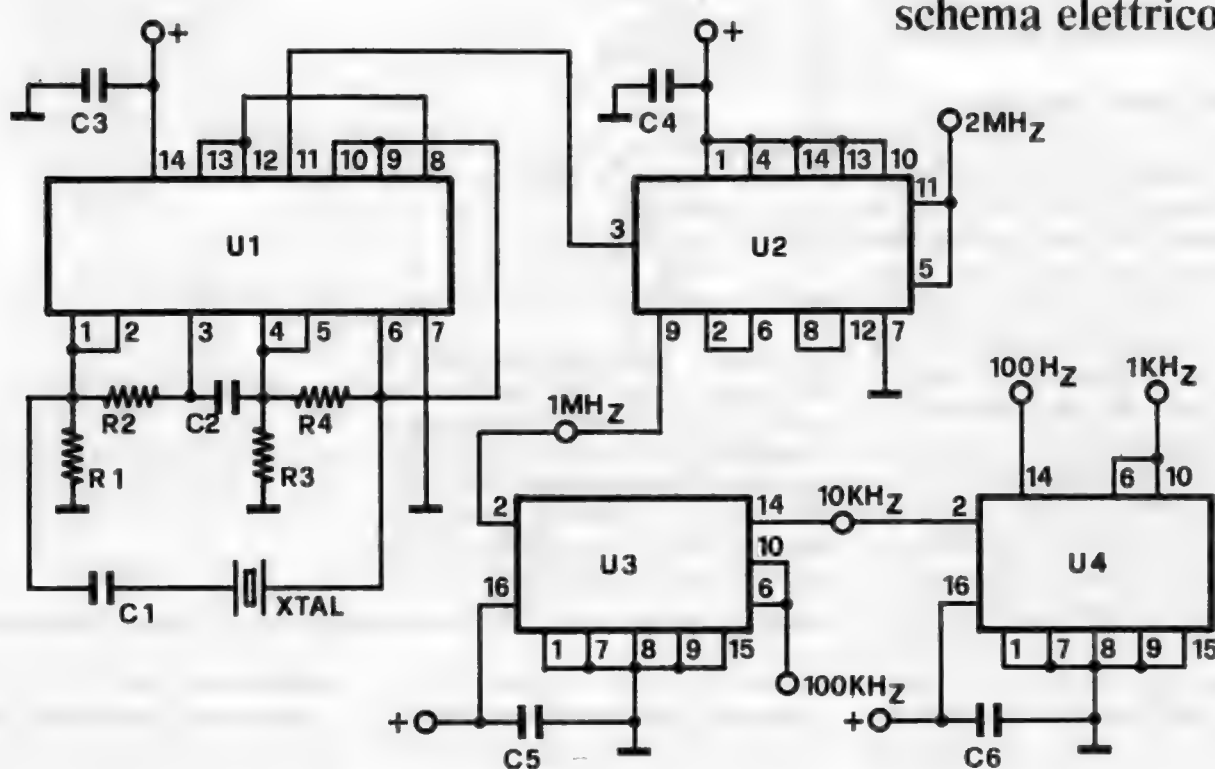 schema elettrico
+
+
C3
C4
2MHZ
14 13 12 11 10 9 8
1 4 14 13 10
11
3
U1
U2
5
1 2 3 4 5 6 7
9 2 6 8 12 7
R2 C2 R4
R1 R3
1MHZ
100HZ 1KHZ
14 6 10
2 14 10KHZ 2
10
U3 U4
16 6 16
C1 XTAL
1 7 8 9 15
1 7 8 9 15
100KHZ
+ +
C5 C6